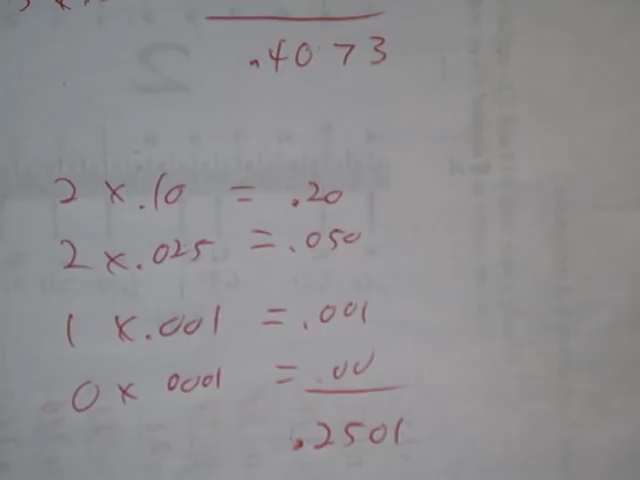 .4073
2 x .10 = .20
2 x .025 = .050
1 x .001 = .001
0 x 0001 = .00
.2501